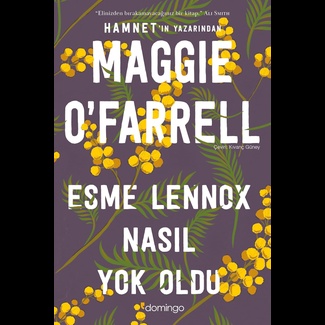 "Elinizden bırakamayacağınız bir kitap." Ali Smith
HAMNET'IN YAZARINDAN
MAGGIE
O'FARRELL
Çeviri: Kıvanç Güney
ESME LENNOX
NASIL
YOK OLDU
domingo